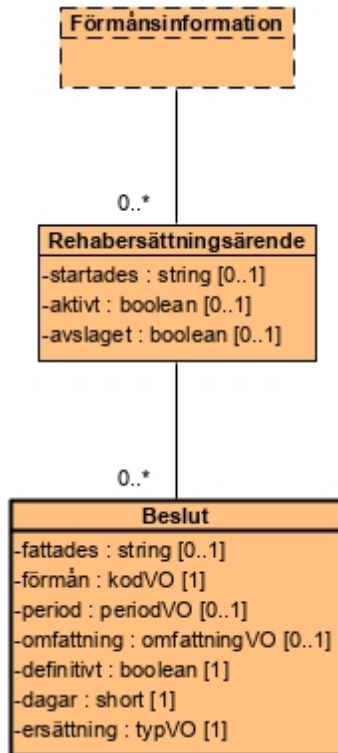 Förmånsinformation
0..*
Rehabersättningsärende
-startades : string [0..1]
-aktivt : boolean [0..1]
-avslaget : boolean [0..1]
0..*
Beslut
-fattades : string [0..1]
-förmån : kodVO [1]
-period : periodVO [0..1]
-omfattning : omfattningVO [0..1]
-definitivt : boolean [1]
-dagar : short [1]
-ersättning : typVO [1]